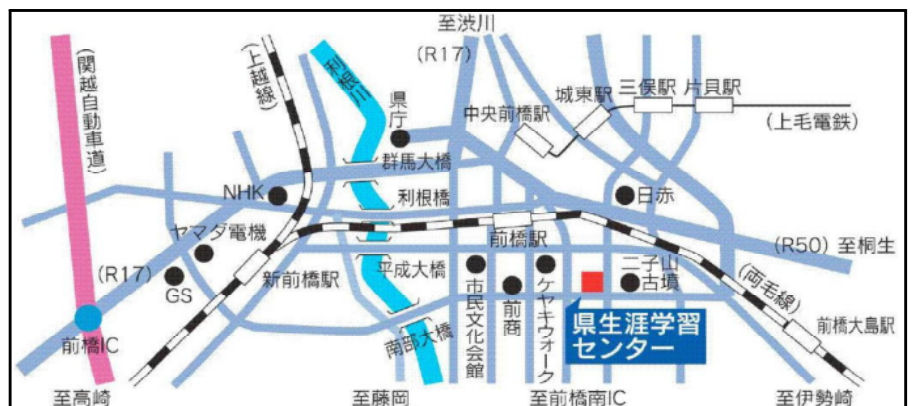 至渋川
(R17)
(関越自動車道)
(上越線)
利根川
県庁
中央前橋駅
城東駅
三俣駅
片貝駅
(上毛電鉄)
群馬大橋
NHK
利根橋
日赤
ヤマダ電機
前橋駅
(R50) 至桐生
(R17)
GS
新前橋駅
平成大橋
市民文化会館
前商
ケヤキウォーク
二子山
古墳
(両毛線)
前橋大島駅
前橋IC
南部大橋
県生涯学習
センター
至高崎
至藤岡
至前橋南IC
至伊勢崎